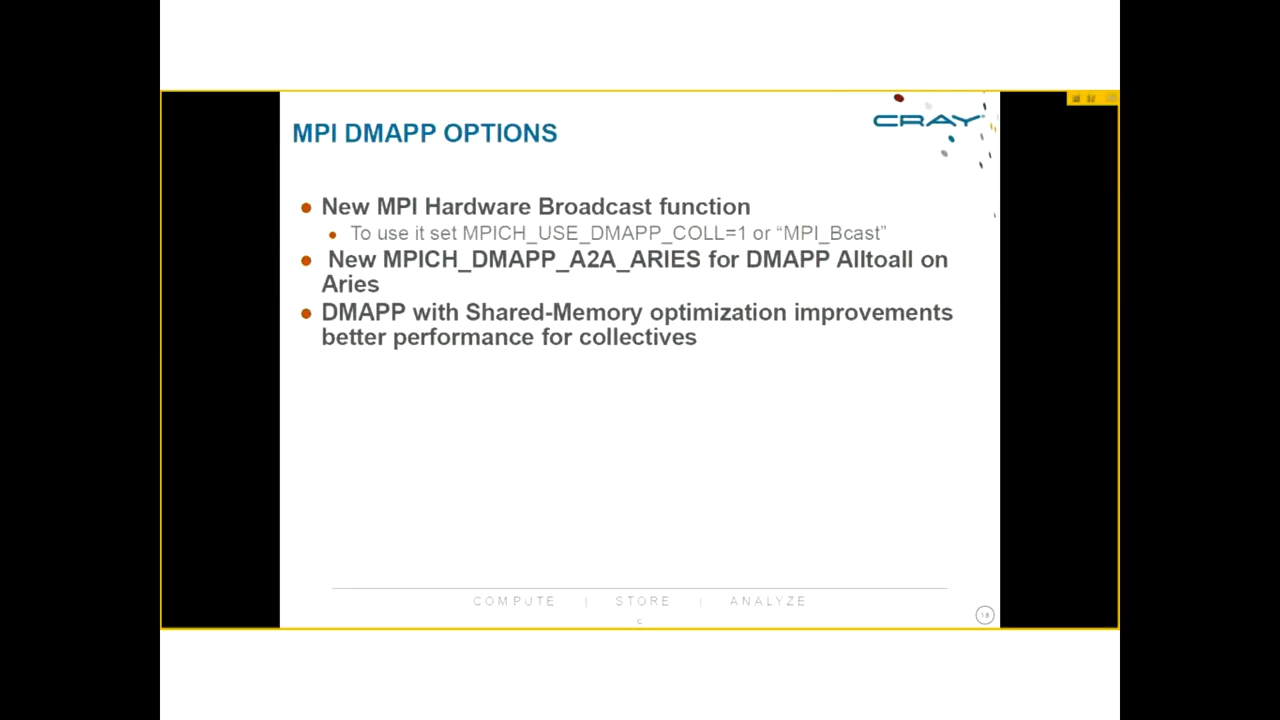 CRAY
MPI DMAPP OPTIONS
New MPI Hardware Broadcast function
To use it set MPICH_USE_DMAPP_COLL=1 or “MPI_Bcast”
New MPICH_DMAPP_A2A_ARIES for DMAPP Alltoall on
Aries
DMAPP with Shared-Memory optimization improvements
better performance for collectives
COMPUTE | STORE | ANALYZE
C
18